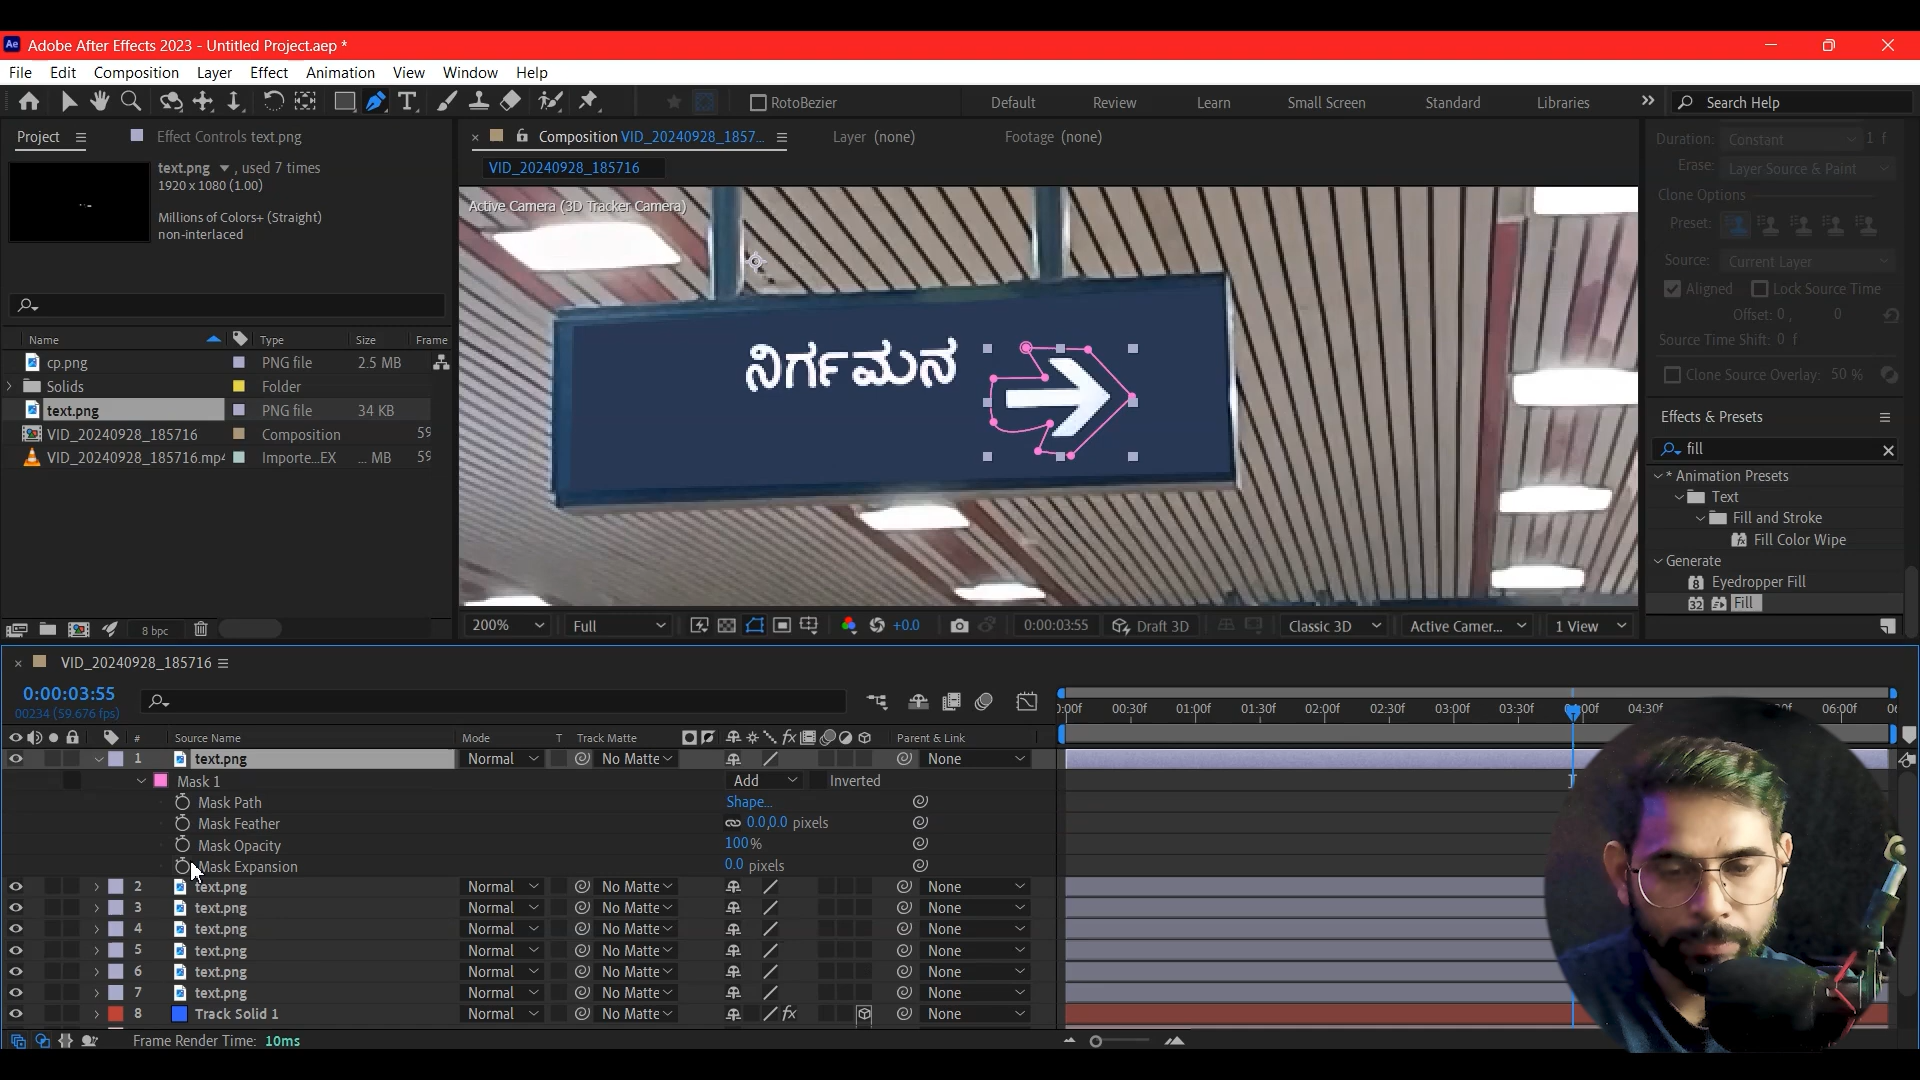 Ae Adobe After Effects 2023 - Untitled Project.aep *
File Edit Composition Layer Effect Animation View Window Help
RotoBezier
Default Review Learn Small Screen Standard Libraries
Search Help
Project
Effect Controls text.png
Composition VID_20240928_1857...
Layer (none)
Footage (none)
text.png , used 7 times
1920 x 1080 (1.00)
Millions of Colors+ (Straight)
non-interlaced
VID_20240928_185716
Active Camera (3D Tracker Camera)
ನಿರ್ಗಮನ
Name Type Size Frame
cp.png PNG file 2.5 MB
Solids Folder
text.png PNG file 34 KB
VID_20240928_185716 Composition 59
VID_20240928_185716.mp4 Importe...EX ... MB 59
8 bpc
200% Full +0.0 0:00:03:55 Draft 3D Classic 3D Active Camer... 1 View
Duration: Constant 1 f
Erase: Layer Source & Paint
Clone Options
Preset:
Source: Current Layer
Aligned Lock Source Time
Offset: 0 , 0
Source Time Shift: 0 f
Clone Source Overlay: 50 %
Effects & Presets
fill
* Animation Presets
Text
Fill and Stroke
Fill Color Wipe
Generate
Eyedropper Fill
Fill
VID_20240928_185716
0:00:03:55
00234 (59.676 fps)
):00f 00:30f 01:00f 01:30f 02:00f 02:30f 03:00f 03:30f 04:00f 04:30f 06:00f
# Source Name Mode T Track Matte Parent & Link
1 text.png Normal No Matte None
Mask 1 Add Inverted
Mask Path Shape...
Mask Feather 0.0,0.0 pixels
Mask Opacity 100%
Mask Expansion 0.0 pixels
2 text.png Normal No Matte None
3 text.png Normal No Matte None
4 text.png Normal No Matte None
5 text.png Normal No Matte None
6 text.png Normal No Matte None
7 text.png Normal No Matte None
8 Track Solid 1 Normal No Matte None
Frame Render Time: 10ms